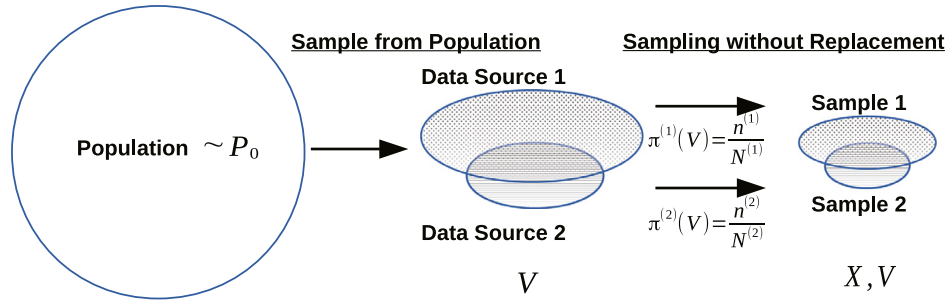 Sample from Population
Sampling without Replacement
Data Source 1
Sample 1
Population ~ P₀
π⁽¹⁾(V)=n⁽¹⁾/N⁽¹⁾
π⁽²⁾(V)=n⁽²⁾/N⁽²⁾
Sample 2
Data Source 2
V
X,V